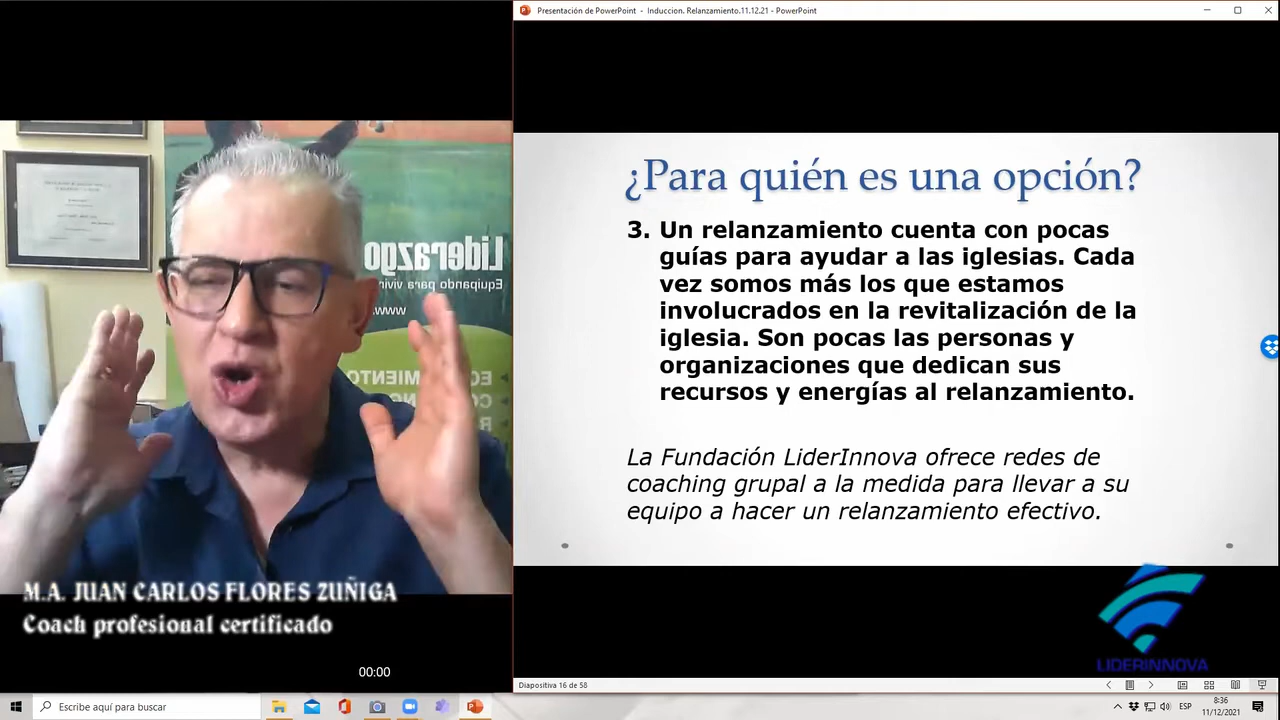 Presentación de PowerPoint - Induccion. Relanzamiento.11.12.21 - PowerPoint
¿Para quién es una opción?
3. Un relanzamiento cuenta con pocas
guías para ayudar a las iglesias. Cada
vez somos más los que estamos
involucrados en la revitalización de la
iglesia. Son pocas las personas y
organizaciones que dedican sus
recursos y energías al relanzamiento.
La Fundación LiderInnova ofrece redes de
coaching grupal a la medida para llevar a su
equipo a hacer un relanzamiento efectivo.
Liderazgo
Equipando para vivir
www.
M.A. JUAN CARLOS FLORES ZUÑIGA
Coach profesional certificado
00:00
LIDERINNOVA
Diapositiva 16 de 58
Escribe aquí para buscar
ESP
8:36
11/12/2021